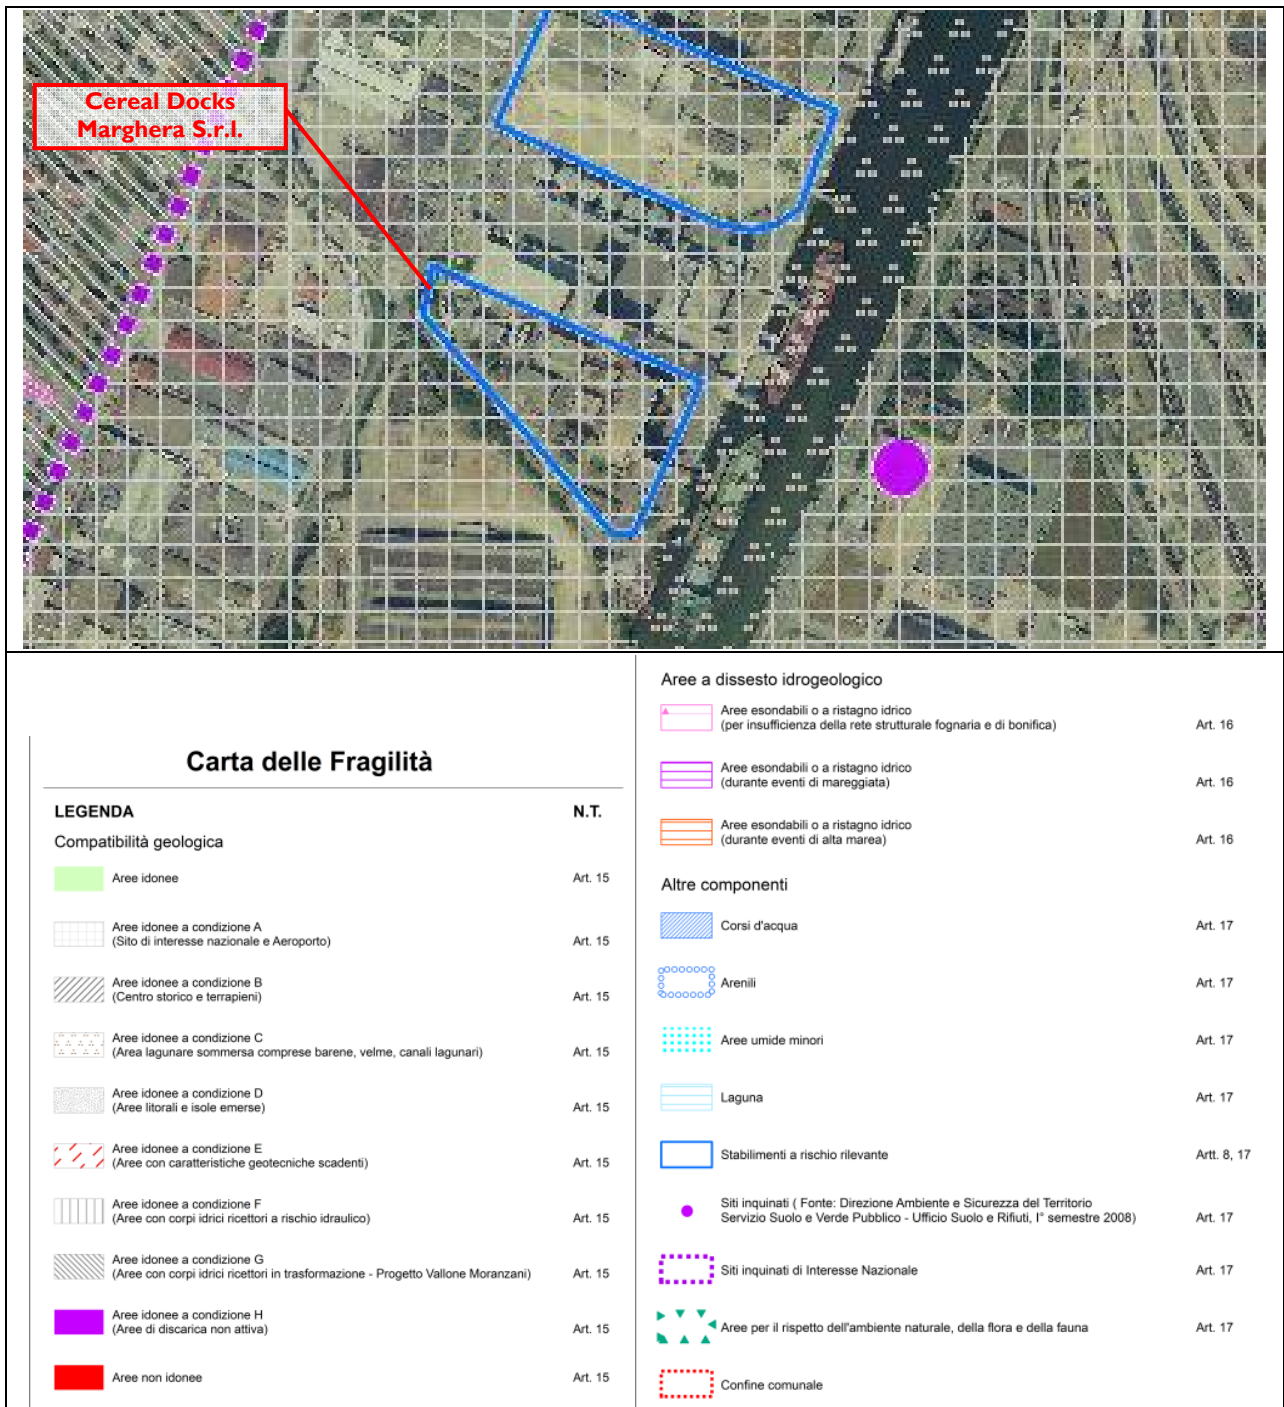 Cereal Docks
Marghera S.r.l.
Carta delle Fragilità
LEGENDA N.T.
Compatibilità geologica
Aree idonee Art. 15
Aree idonee a condizione A
(Sito di interesse nazionale e Aeroporto) Art. 15
Aree idonee a condizione B
(Centro storico e terrapieni) Art. 15
Aree idonee a condizione C
(Area lagunare sommersa comprese barene, velme, canali lagunari) Art. 15
Aree idonee a condizione D
(Aree litorali e isole emerse) Art. 15
Aree idonee a condizione E
(Aree con caratteristiche geotecniche scadenti) Art. 15
Aree idonee a condizione F
(Aree con corpi idrici ricettori a rischio idraulico) Art. 15
Aree idonee a condizione G
(Aree con corpi idrici ricettori in trasformazione - Progetto Vallone Moranzani) Art. 15
Aree idonee a condizione H
(Aree di discarica non attiva) Art. 15
Aree non idonee Art. 15
Aree a dissesto idrogeologico
Aree esondabili o a ristagno idrico
(per insufficienza della rete strutturale fognaria e di bonifica) Art. 16
Aree esondabili o a ristagno idrico
(durante eventi di mareggiata) Art. 16
Aree esondabili o a ristagno idrico
(durante eventi di alta marea) Art. 16
Altre componenti
Corsi d'acqua Art. 17
Arenili Art. 17
Aree umide minori Art. 17
Laguna Art. 17
Stabilimenti a rischio rilevante Artt. 8, 17
Siti inquinati ( Fonte: Direzione Ambiente e Sicurezza del Territorio
Servizio Suolo e Verde Pubblico - Ufficio Suolo e Rifiuti, I° semestre 2008) Art. 17
Siti inquinati di Interesse Nazionale Art. 17
Aree per il rispetto dell'ambiente naturale, della flora e della fauna Art. 17
Confine comunale